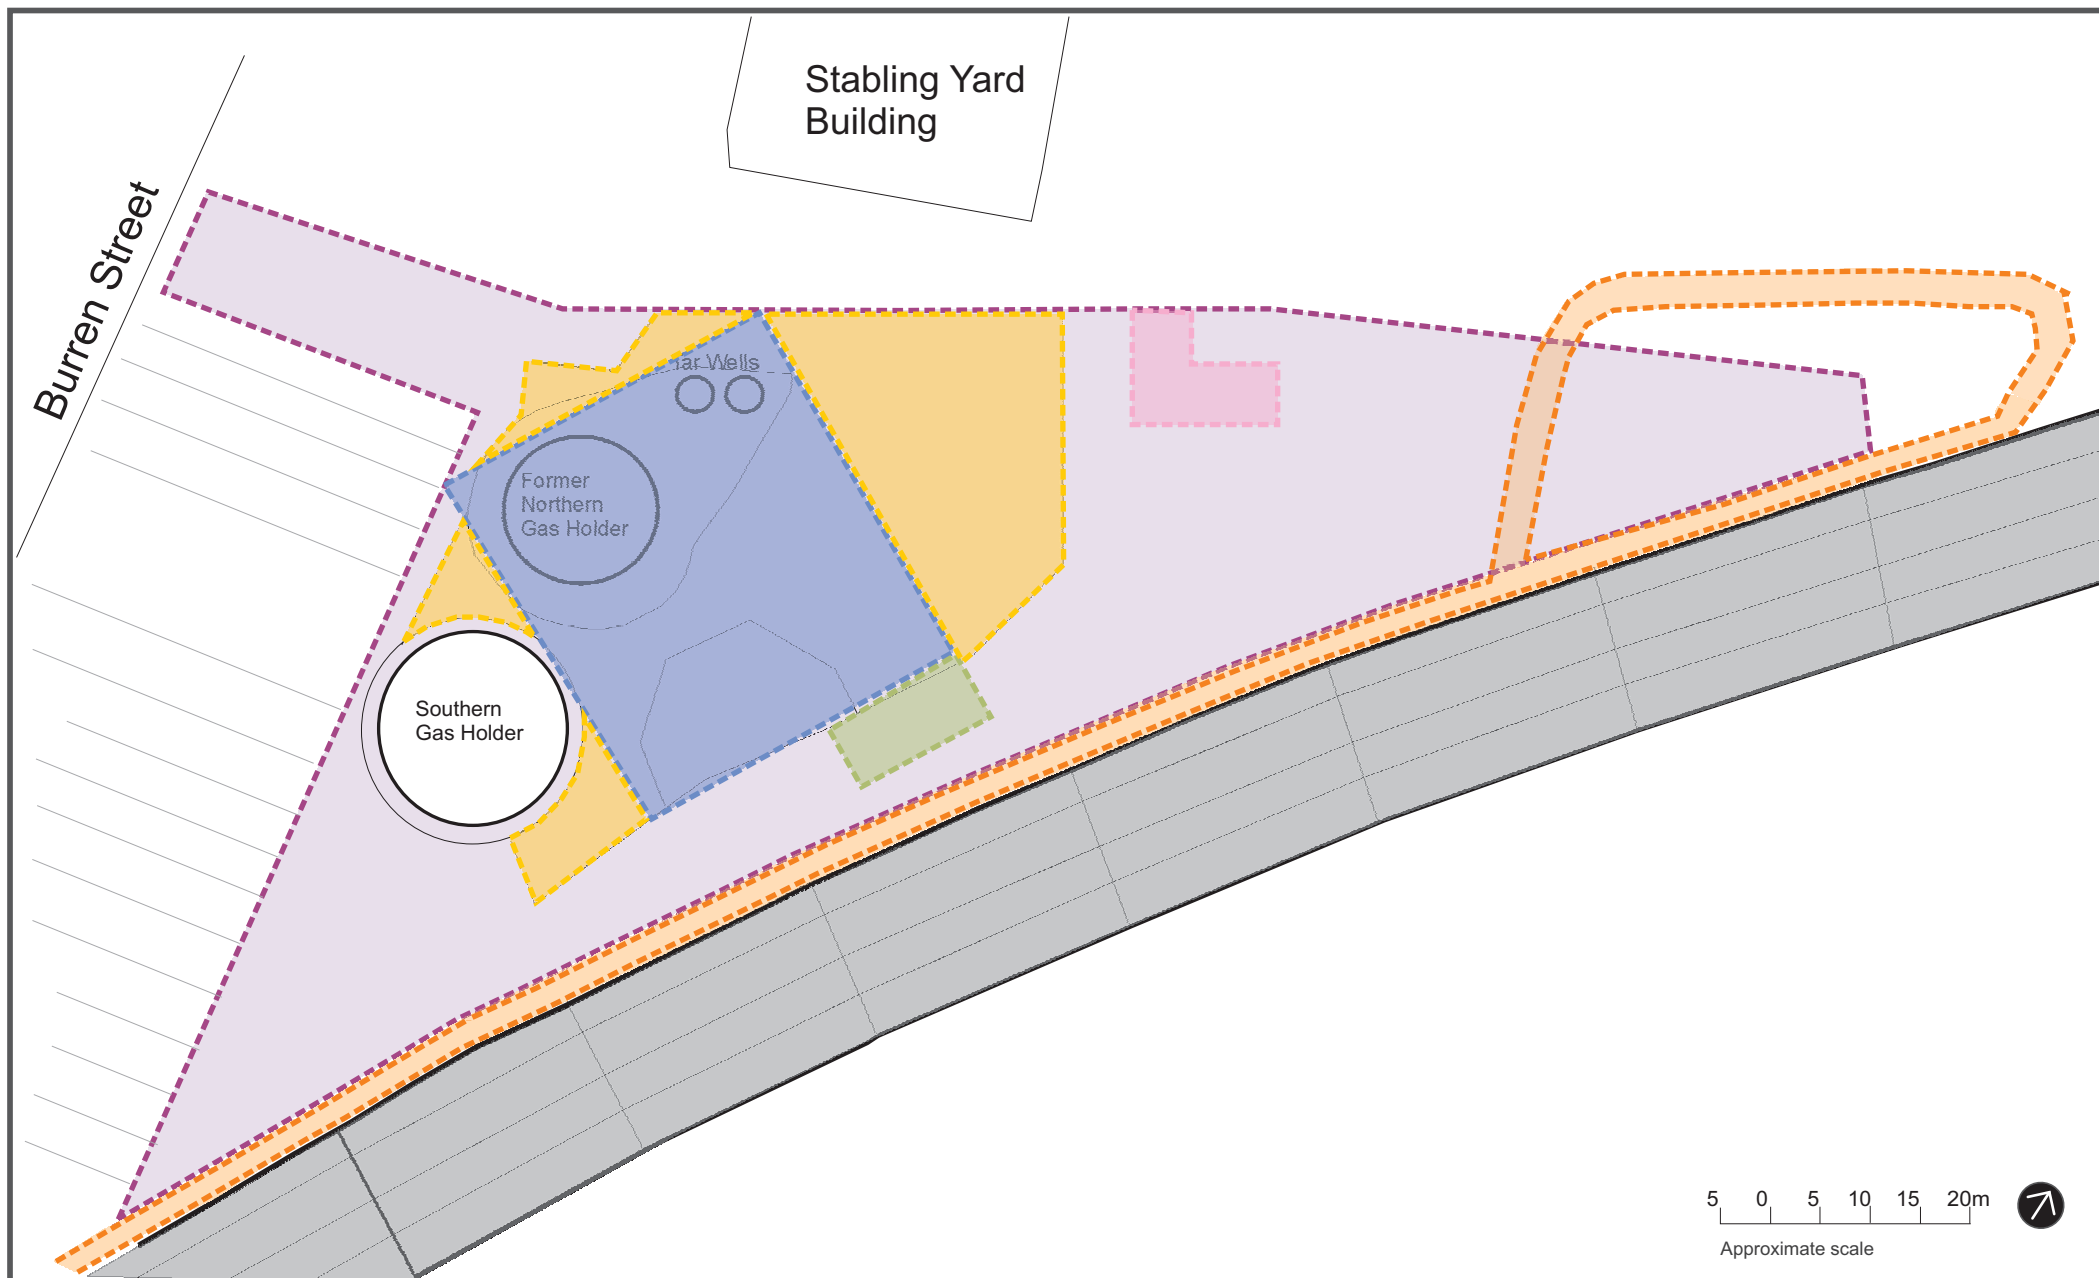 Stabling Yard
Building
Burren Street
Tar Wells
Former
Northern
Gas Holder
Southern
Gas Holder
5 0 5 10 15 20m
Approximate scale